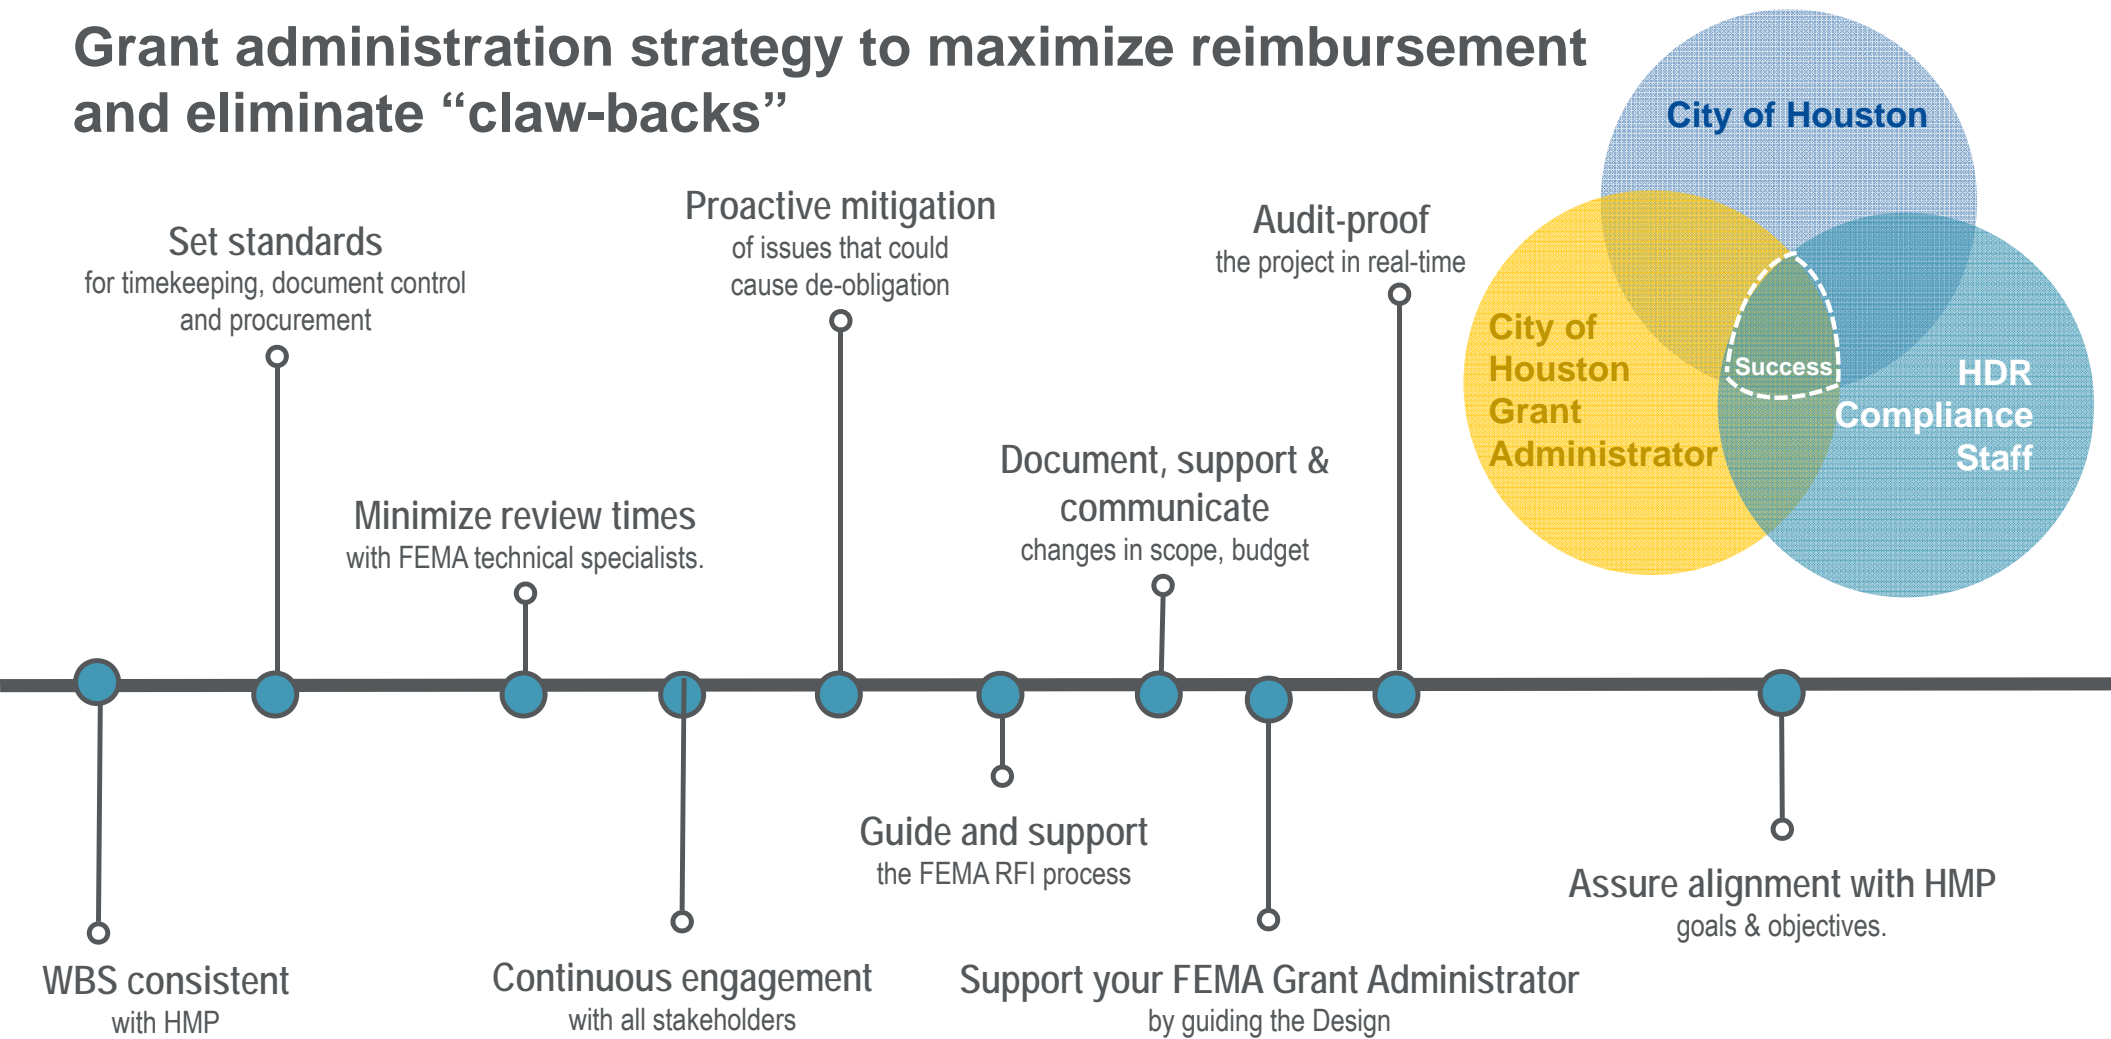 Grant administration strategy to maximize reimbursement
and eliminate “claw-backs”
City of Houston
City of
Houston
Grant
Administrator
Success
HDR
Compliance
Staff
Set standards
for timekeeping, document control
and procurement
Minimize review times
with FEMA technical specialists.
Proactive mitigation
of issues that could
cause de-obligation
Document, support &
communicate
changes in scope, budget
Audit-proof
the project in real-time
WBS consistent
with HMP
Continuous engagement
with all stakeholders
Guide and support
the FEMA RFI process
Support your FEMA Grant Administrator
by guiding the Design
Assure alignment with HMP
goals & objectives.